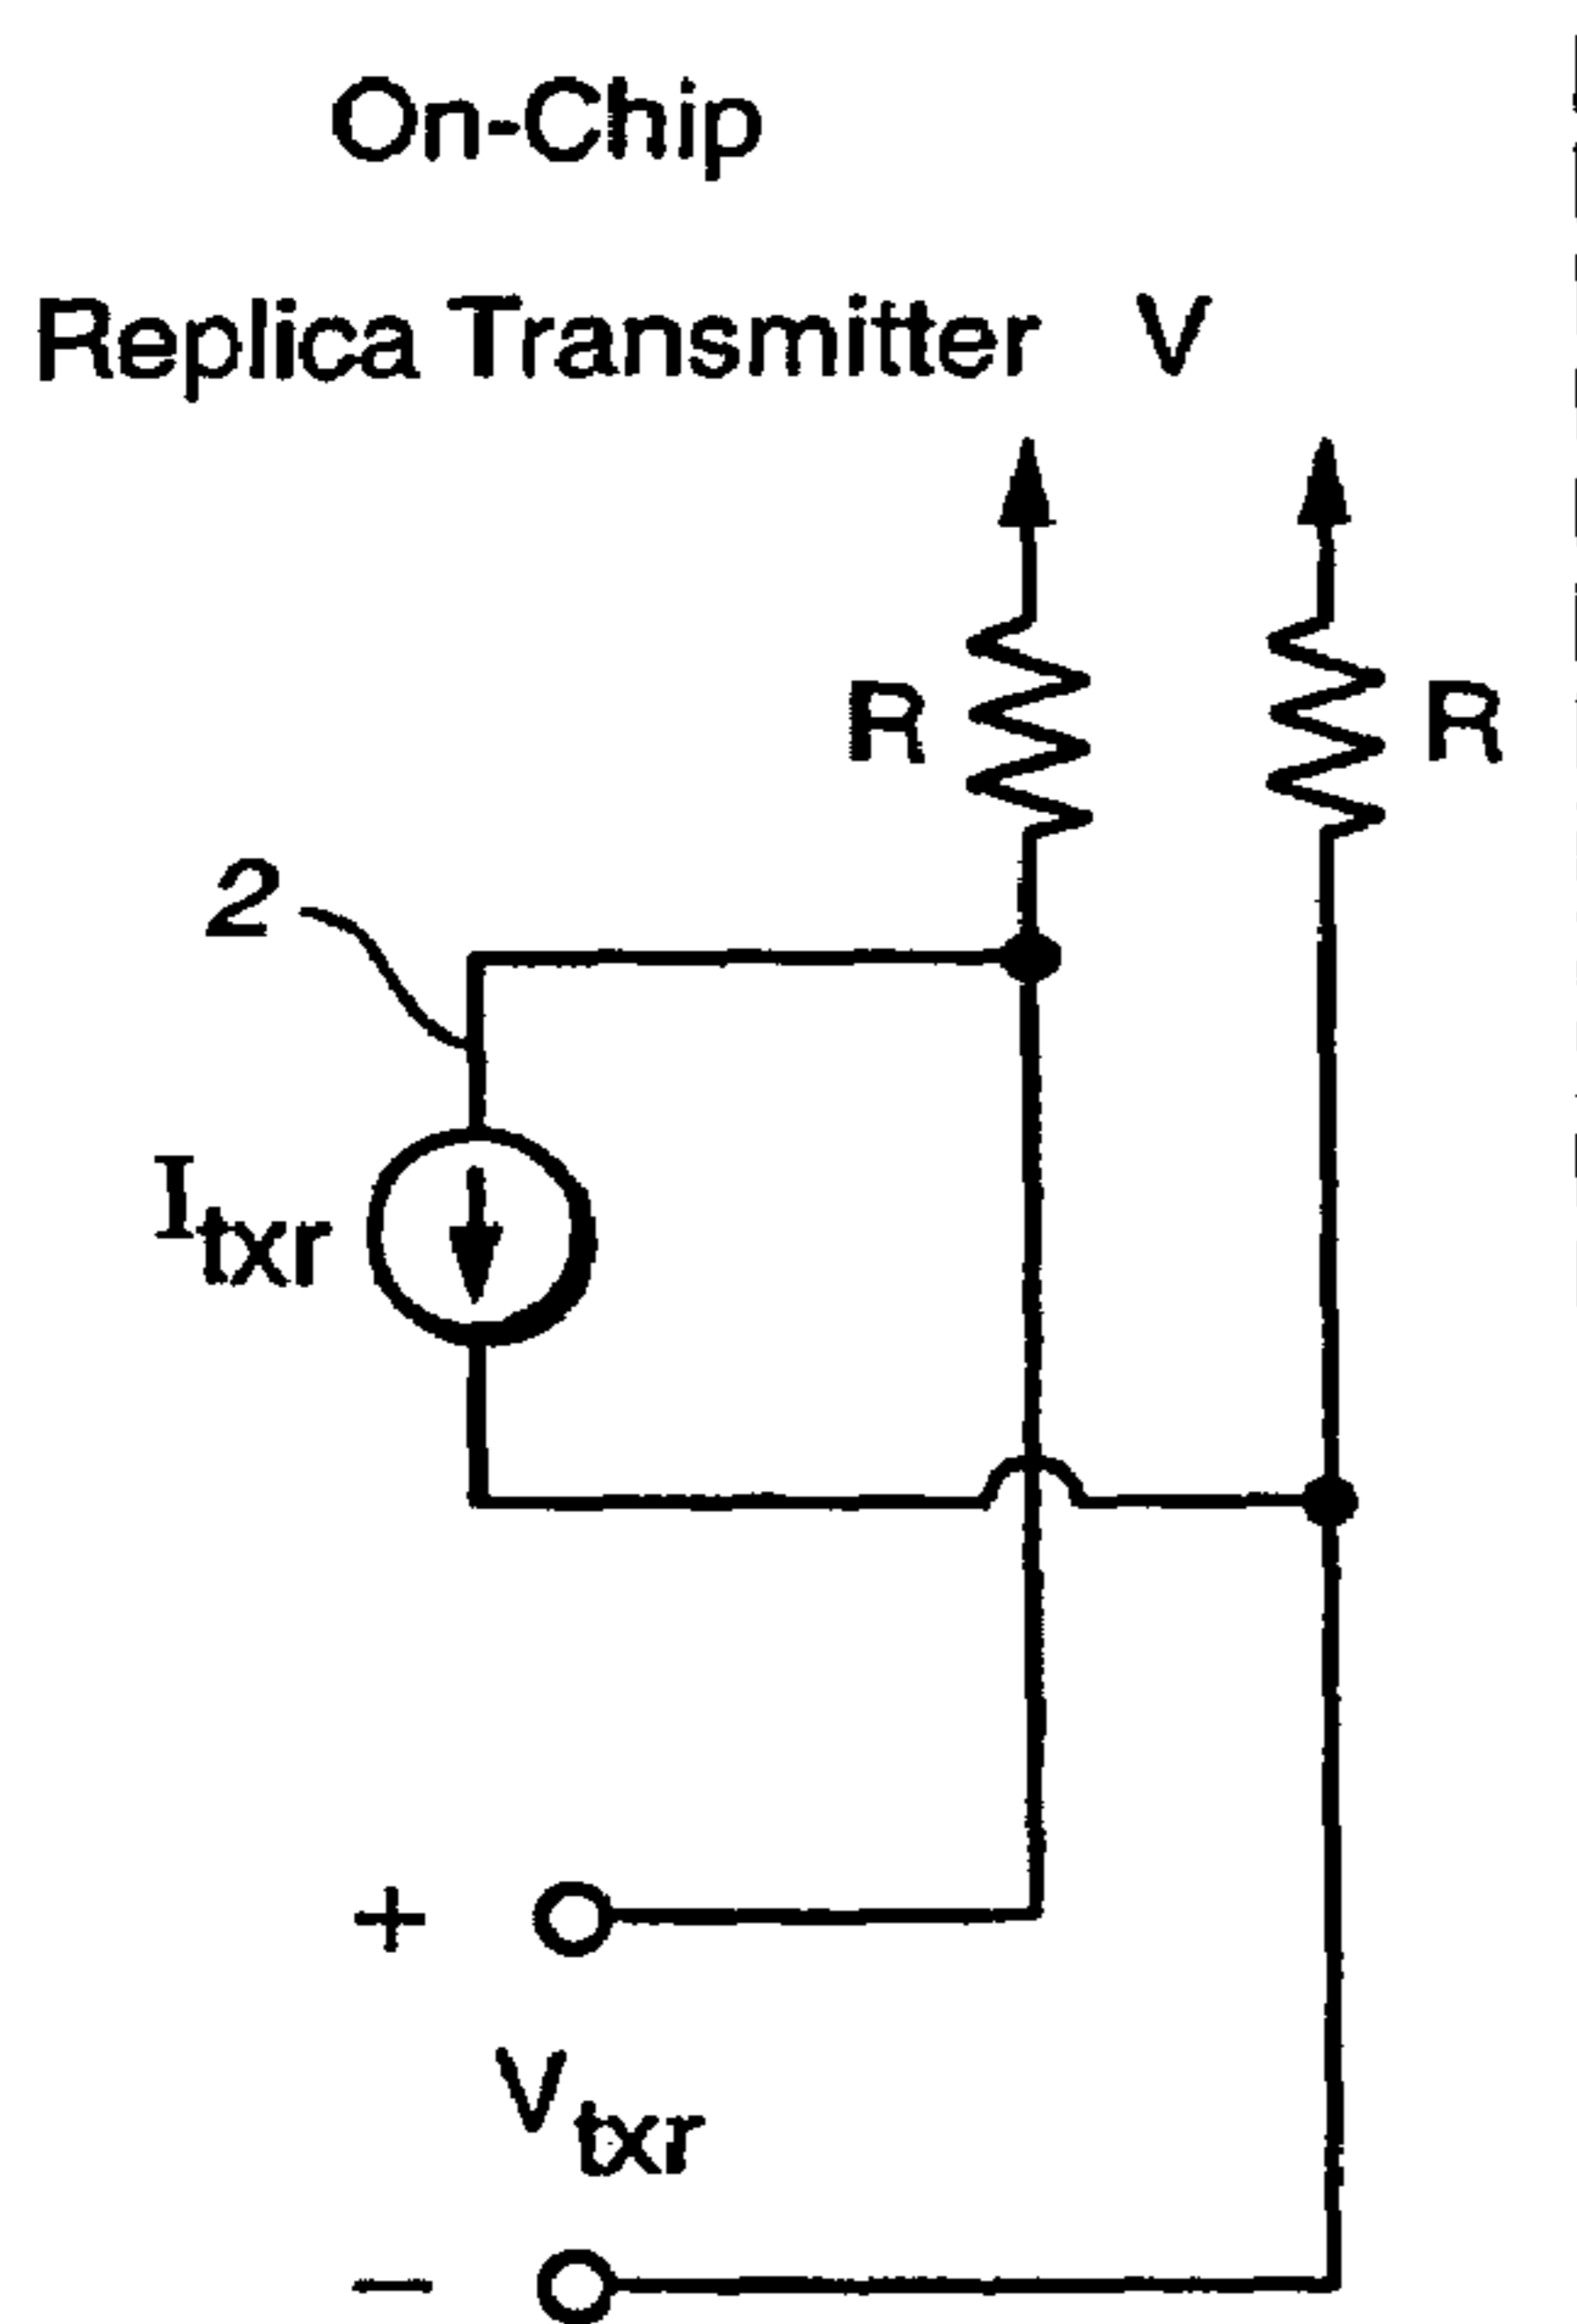 On-Chip
Replica Transmitter V
R R
2
Itxr
+
Vtxr
−